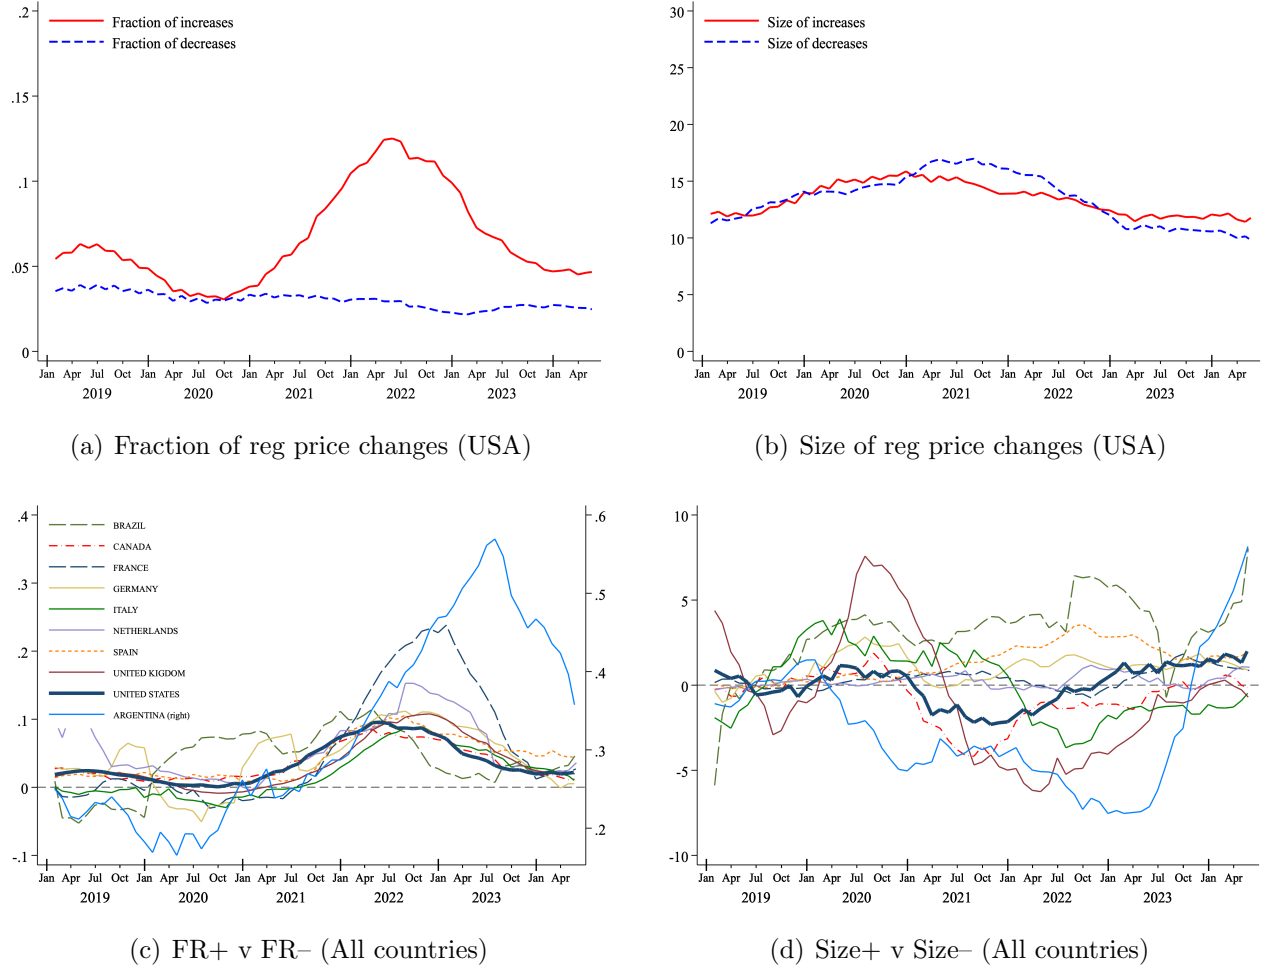 .2
.15
.1
.05
0
Fraction of increases
Fraction of decreases
Jan Apr Jul Oct Jan Apr Jul Oct Jan Apr Jul Oct Jan Apr Jul Oct Jan Apr Jul Oct Jan Apr
2019 2020 2021 2022 2023
(a) Fraction of reg price changes (USA)
30
25
20
15
10
5
0
Size of increases
Size of decreases
Jan Apr Jul Oct Jan Apr Jul Oct Jan Apr Jul Oct Jan Apr Jul Oct Jan Apr Jul Oct Jan Apr
2019 2020 2021 2022 2023
(b) Size of reg price changes (USA)
.4
.3
.2
.1
0
-.1
BRAZIL
CANADA
FRANCE
GERMANY
ITALY
NETHERLANDS
SPAIN
UNITED KIGDOM
UNITED STATES
ARGENTINA (right)
.6
.5
.4
.3
.2
Jan Apr Jul Oct Jan Apr Jul Oct Jan Apr Jul Oct Jan Apr Jul Oct Jan Apr Jul Oct Jan Apr
2019 2020 2021 2022 2023
(c) FR+ v FR– (All countries)
10
5
0
-5
-10
Jan Apr Jul Oct Jan Apr Jul Oct Jan Apr Jul Oct Jan Apr Jul Oct Jan Apr Jul Oct Jan Apr
2019 2020 2021 2022 2023
(d) Size+ v Size– (All countries)